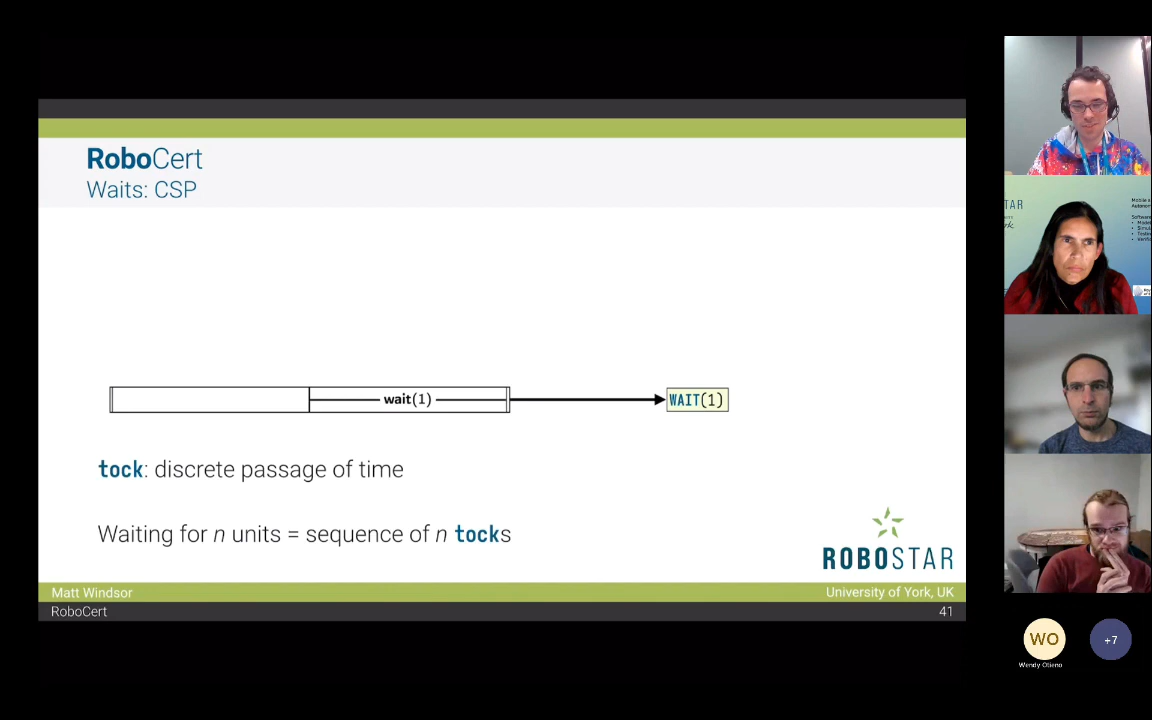 RoboCert
Waits: CSP
wait(1)
WAIT(1)
tock: discrete passage of time
Waiting for n units = sequence of n tocks
ROBOSTAR
Matt Windsor
University of York, UK
RoboCert
41
STAR
WO
+7
Wendy Otieno